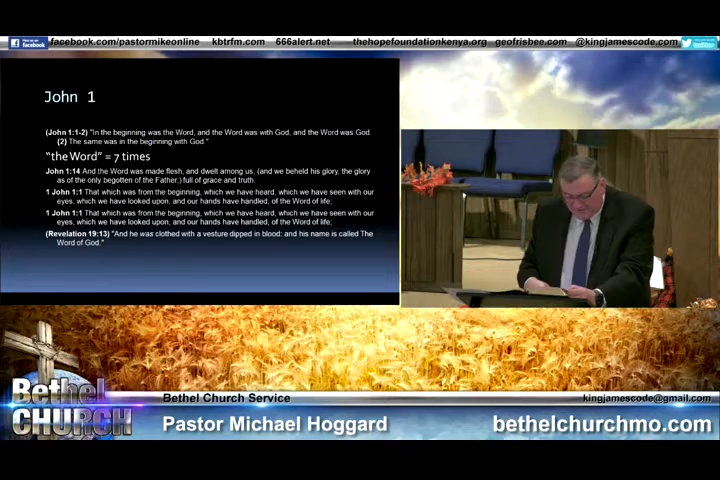 facebook.com/pastormikeonline kbtrfm.com 666alert.net thehopefoundationkenya.org geofrisbee.com @kingjamescode.com
facebook
John 1
(John 1:1-2) "In the beginning was the Word, and the Word was with God, and the Word was God.
(2) The same was in the beginning with God."
"the Word" = 7 times
John 1:14 And the Word was made flesh, and dwelt among us, (and we beheld his glory, the glory
as of the only begotten of the Father,) full of grace and truth.
1 John 1:1 That which was from the beginning, which we have heard, which we have seen with our
eyes, which we have looked upon, and our hands have handled, of the Word of life;
1 John 1:1 That which was from the beginning, which we have heard, which we have seen with our
eyes, which we have looked upon, and our hands have handled, of the Word of life;
(Revelation 19:13) "And he was clothed with a vesture dipped in blood: and his name is called The
Word of God."
Bethel
CHURCH
Bethel Church Service
kingjamescode@gmail.com
Pastor Michael Hoggard
bethelchurchmo.com